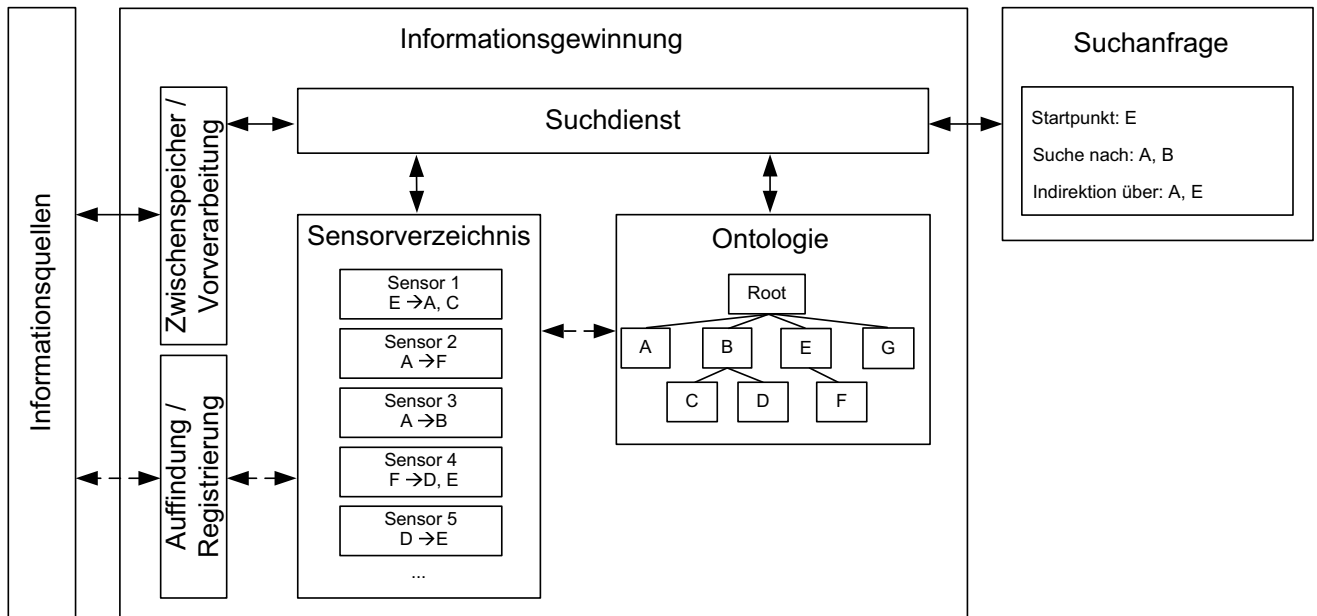 Informationsquellen
Informationsgewinnung
Zwischenspeicher /
Vorverarbeitung
Auffindung /
Registrierung
Suchdienst
Sensorverzeichnis
Sensor 1
E →A, C
Sensor 2
A →F
Sensor 3
A →B
Sensor 4
F →D, E
Sensor 5
D →E
...
Ontologie
Root
A
B
E
G
C
D
F
Suchanfrage
Startpunkt: E
Suche nach: A, B
Indirektion über: A, E